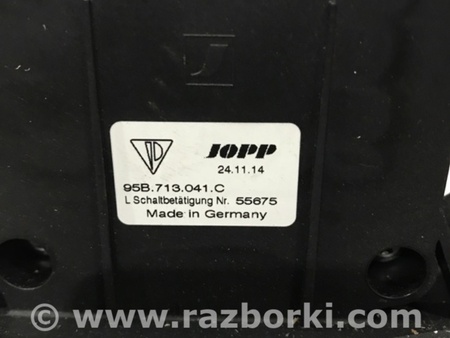 JOPP
24.11.14
95B.713.041.C
L Schaltbetätigung Nr. 55675
Made in Germany
© www.razborki.com